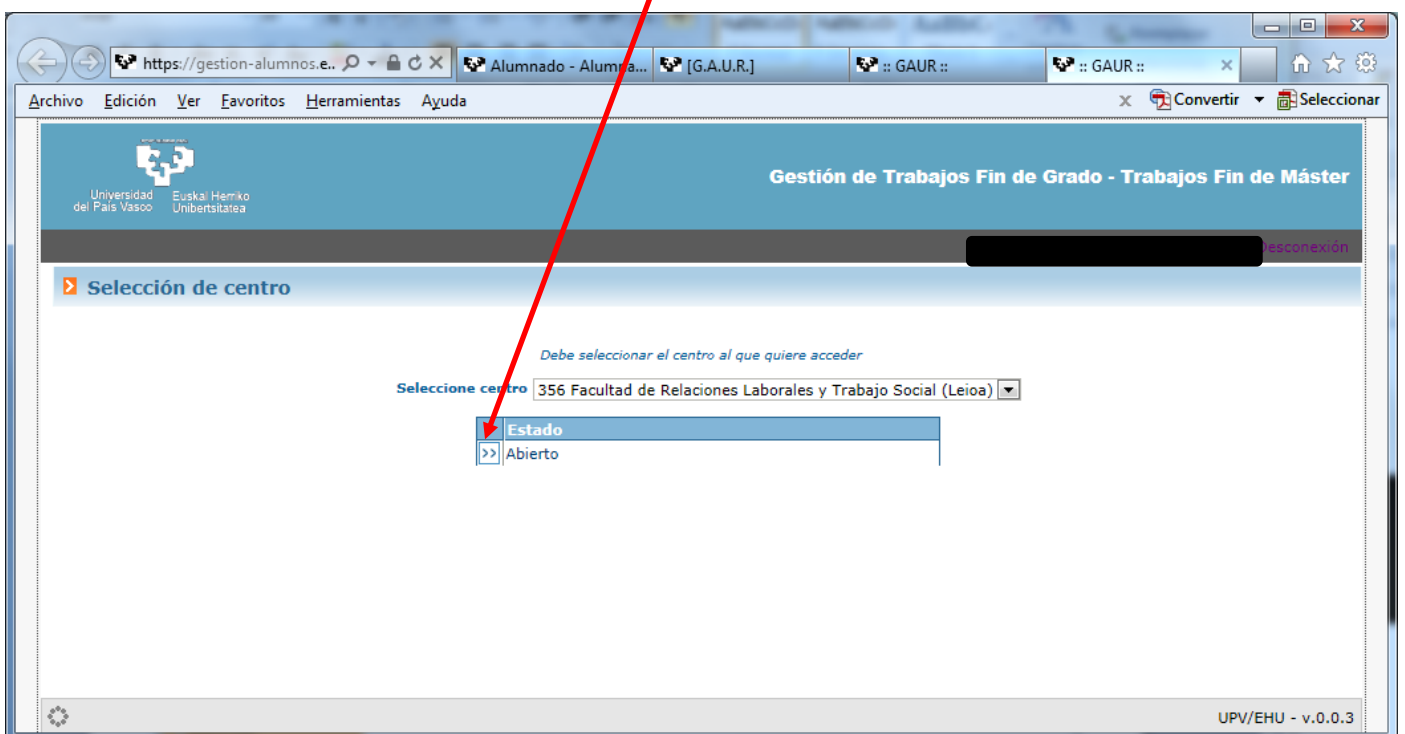 https://gestion-alumnos.e..
Alumnado - Alumna...
[G.A.U.R.]
:: GAUR ::
:: GAUR ::
Archivo Edición Ver Favoritos Herramientas Ayuda
Convertir
Seleccionar
Universidad del País Vasco
Euskal Herriko Unibertsitatea
Gestión de Trabajos Fin de Grado - Trabajos Fin de Máster
Desconexión
Selección de centro
Debe seleccionar el centro al que quiere acceder
Seleccione centro 356 Facultad de Relaciones Laborales y Trabajo Social (Leioa)
Estado
>> Abierto
UPV/EHU - v.0.0.3